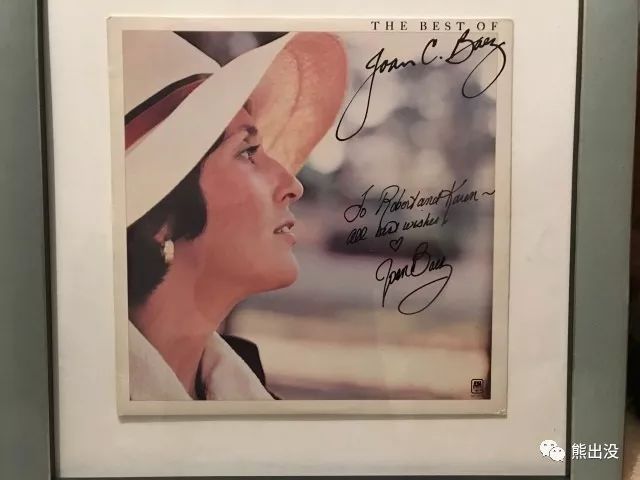 THE BEST OF
Joan C. Baez
To Robert and Karen ~
all best wishes
Joan Baez
A&M
熊出没